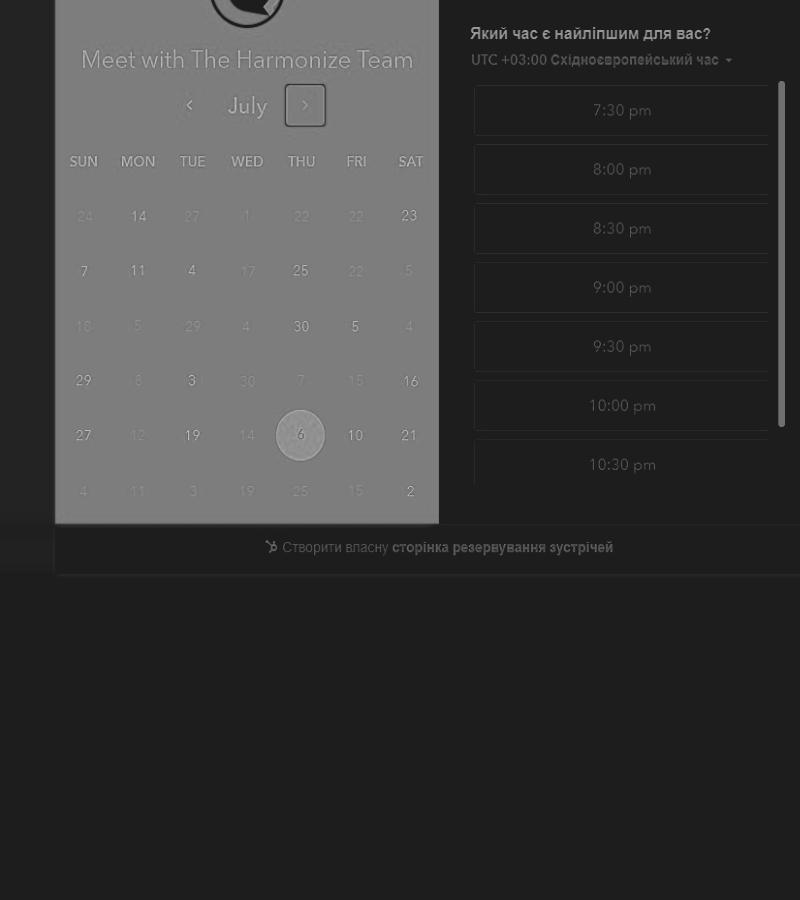 Meet with The Harmonize Team
July
SUN MON TUE WED THU FRI SAT
24 14 27 1 22 22 23
7 11 4 17 25 22 5
18 5 29 4 30 5 4
29 8 3 30 7 15 16
27 12 19 14 6 10 21
4 11 3 19 25 15 2
Який час є найліпшим для вас?
UTC +03:00 Східноєвропейський час
7:30 pm
8:00 pm
8:30 pm
9:00 pm
9:30 pm
10:00 pm
10:30 pm
Створити власну сторінка резервування зустрічей